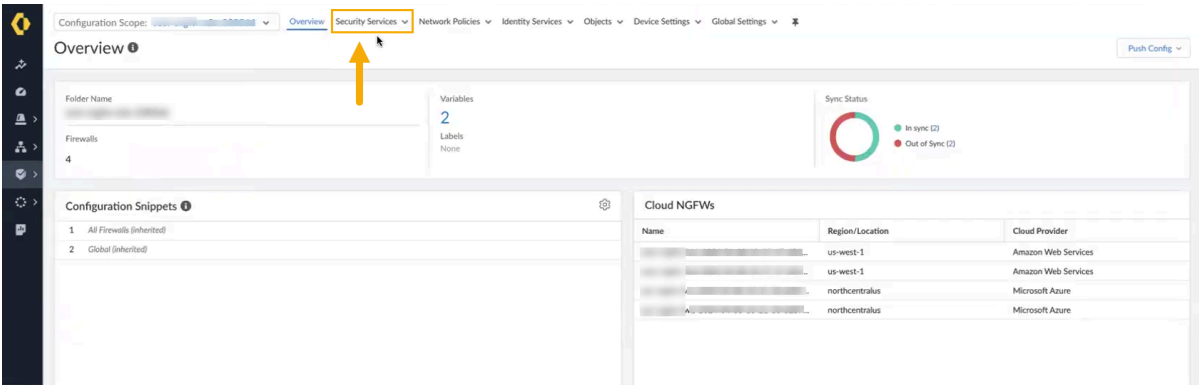 Configuration Scope:
Overview Security Services Network Policies Identity Services Objects Device Settings Global Settings
Overview
Push Config
Folder Name
Firewalls
4
Variables
2
Labels
None
Sync Status
In sync (2)
Out of Sync (2)
Configuration Snippets
1 All Firewalls (inherited)
2 Global (inherited)
Cloud NGFWs
Name Region/Location Cloud Provider
us-west-1 Amazon Web Services
us-west-1 Amazon Web Services
northcentralus Microsoft Azure
northcentralus Microsoft Azure